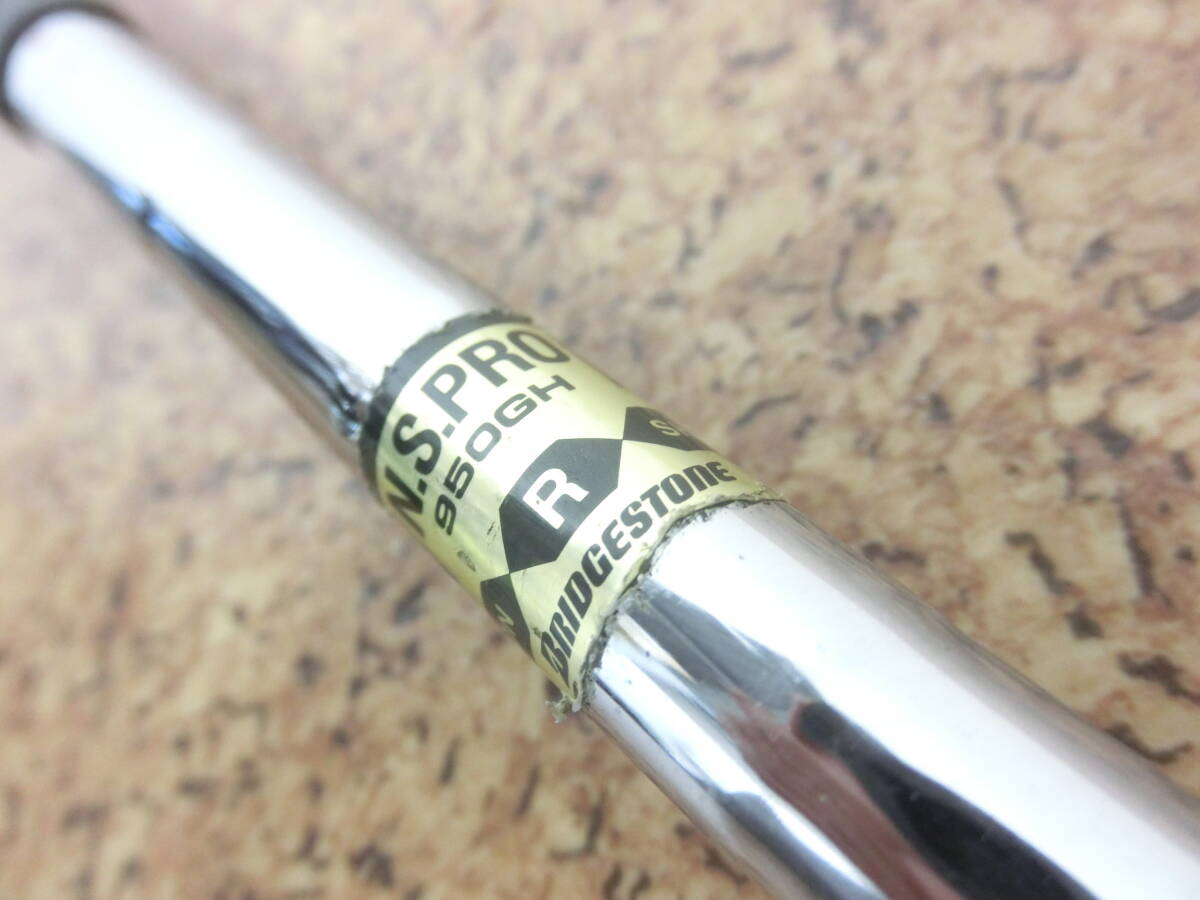 N.S.PRO
950GH
R
BRIDGESTONE